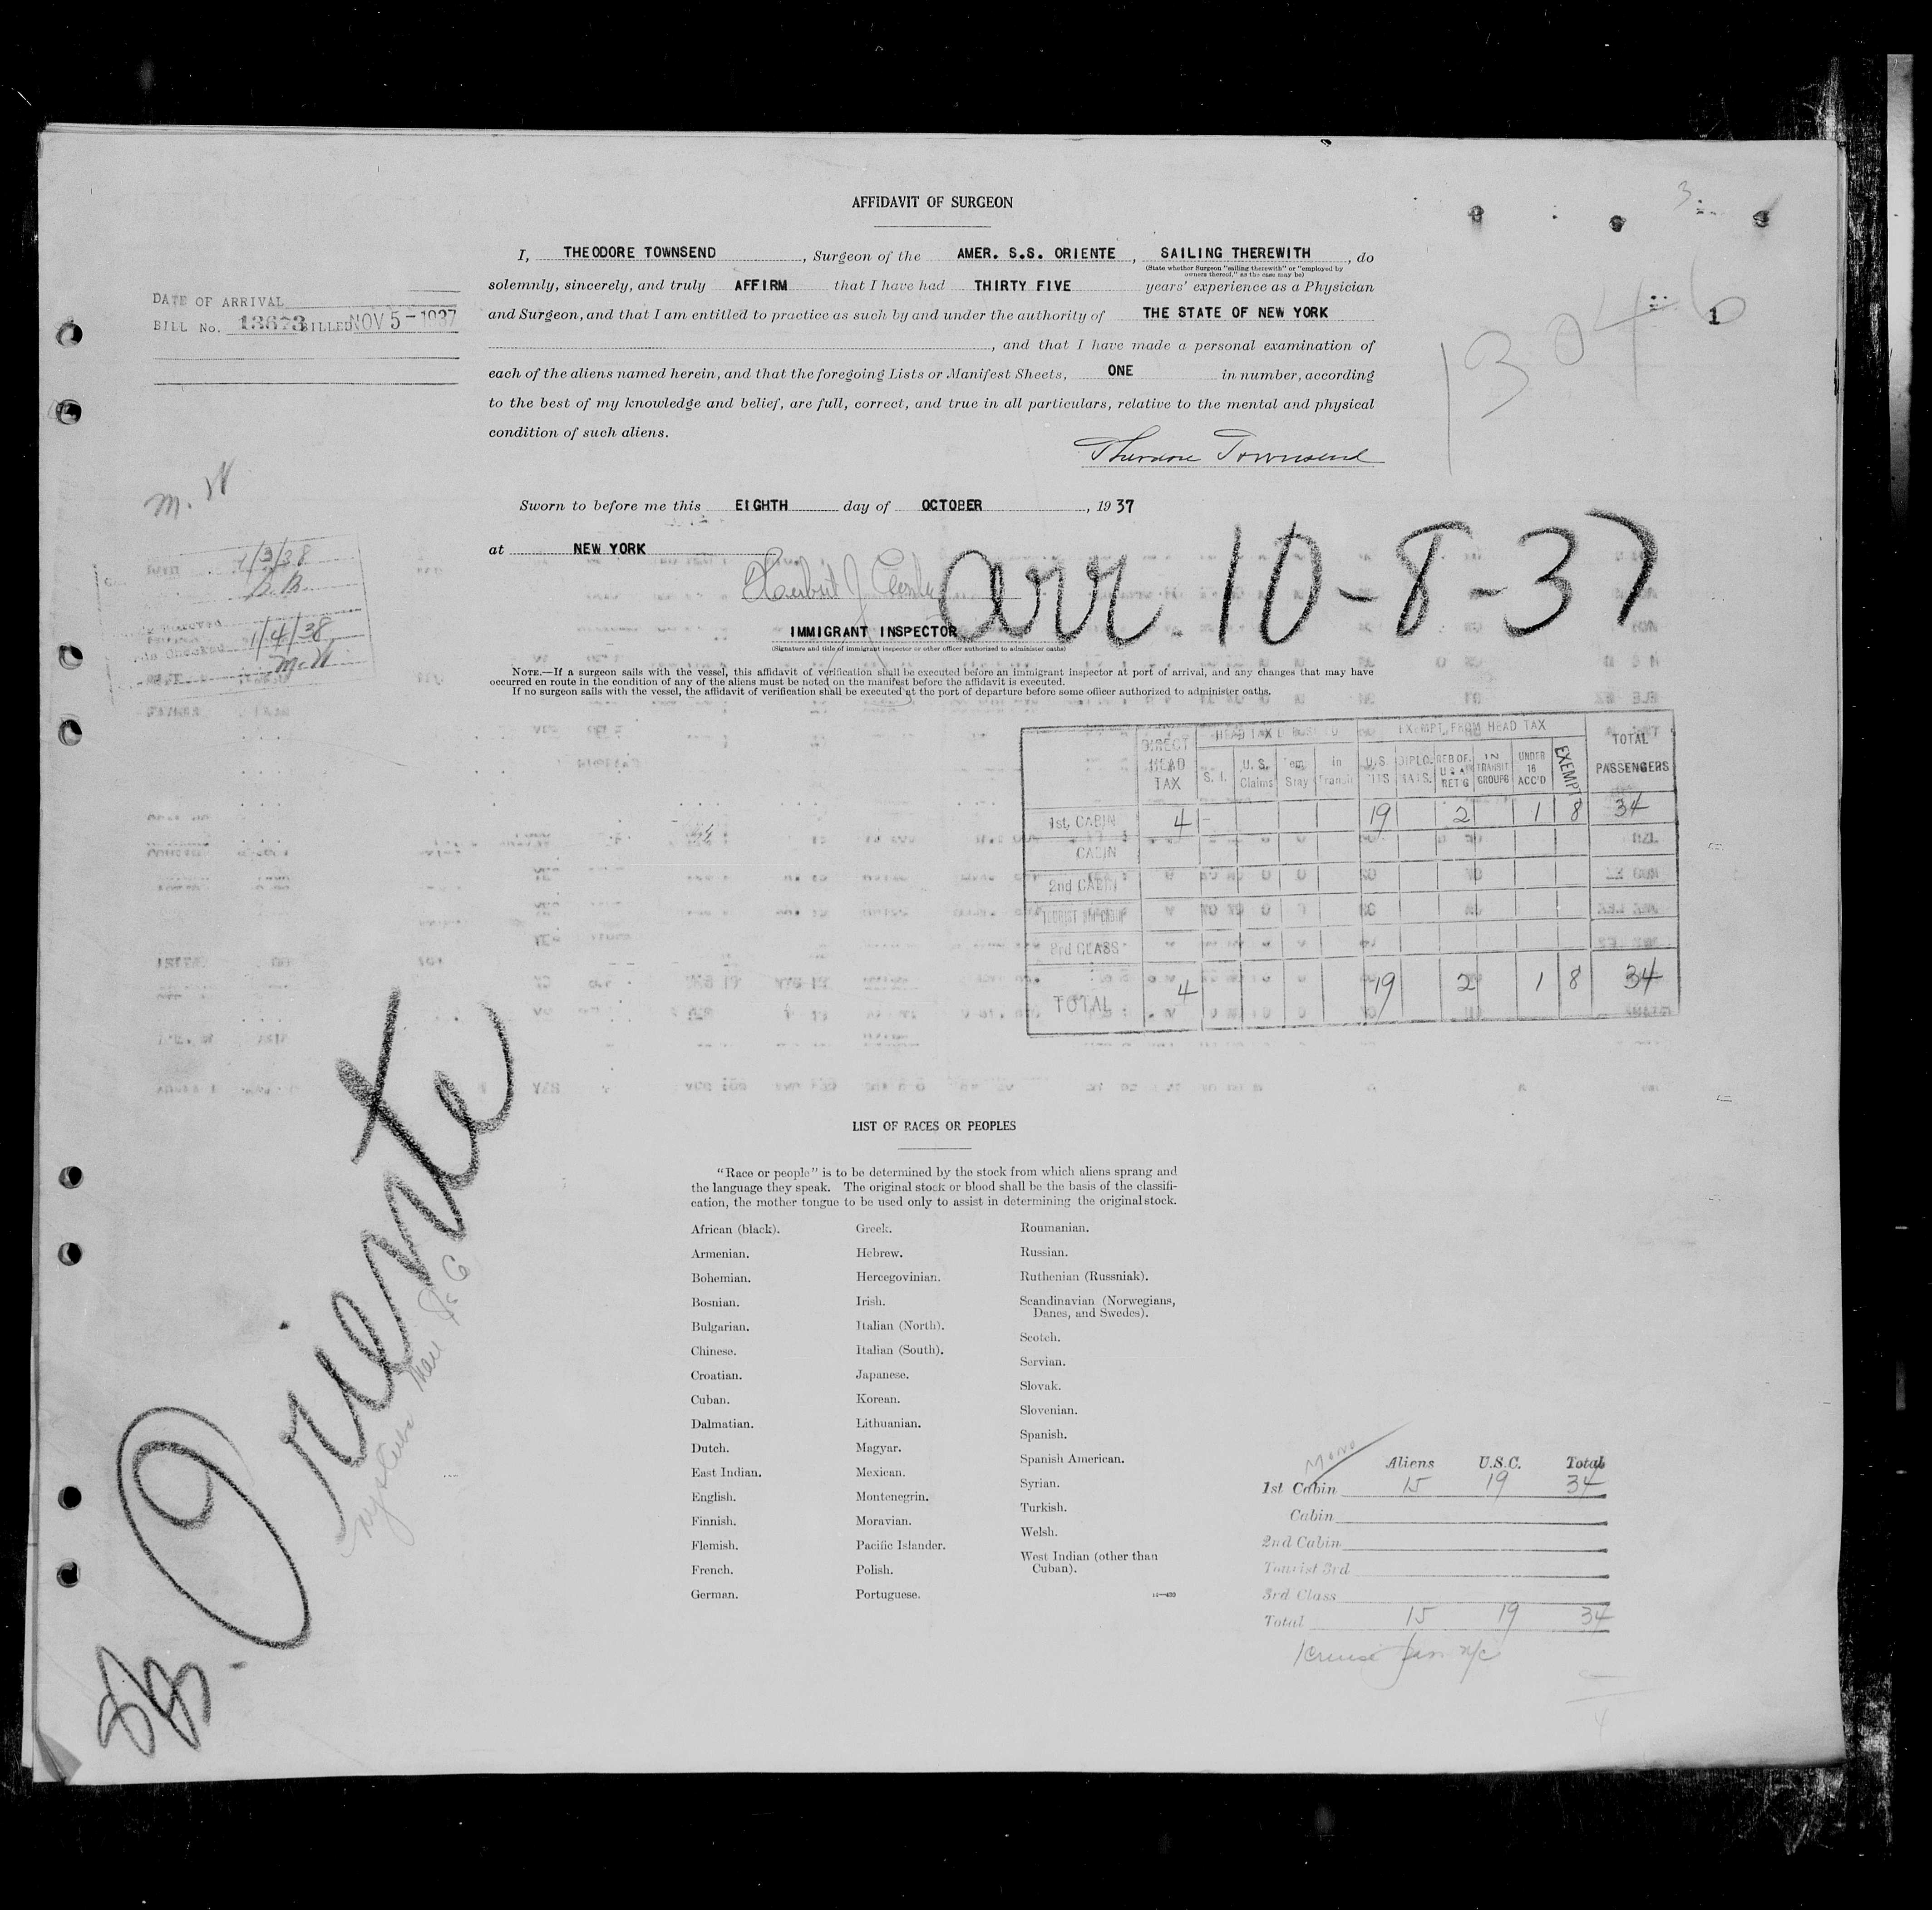 AFFIDAVIT OF SURGEON
I, THEODORE TOWNSEND, Surgeon of the AMER. S.S. ORIENTE, SAILING THEREWITH, do
(State whether Surgeon "sailing therewith" or "employed by
owners thereof," as the case may be)
solemnly, sincerely, and truly AFFIRM that I have had THIRTY FIVE years' experience as a Physician
and Surgeon, and that I am entitled to practice as such by and under the authority of THE STATE OF NEW YORK
, and that I have made a personal examination of
each of the aliens named herein, and that the foregoing Lists or Manifest Sheets, ONE in number, according
to the best of my knowledge and belief, are full, correct, and true in all particulars, relative to the mental and physical
condition of such aliens.
Theodore Townsend
DATE OF ARRIVAL
BILL No. 13673 BILLED NOV 5-1937
1
13046
M. W
Sworn to before me this EIGHTH day of OCTOBER, 1937
at NEW YORK
arr. 10-8-37
IMMIGRANT INSPECTOR
(Signature and title of immigrant inspector or other officer authorized to administer oaths)
1/3/38
1/4/38
McW
NOTE.—If a surgeon sails with the vessel, this affidavit of verification shall be executed before an immigrant inspector at port of arrival, and any changes that may have
occurred en route in the condition of any of the aliens must be noted on the manifest before the affidavit is executed.
If no surgeon sails with the vessel, the affidavit of verification shall be executed at the port of departure before some officer authorized to administer oaths.
DIRECT HEAD TAX
S. I. U. S. Claims Tem Stay In Transit
EXEMPT FROM HEAD TAX
U.S. CITS DIPLOMATS. REB OF. U S A RET'G IN TRANSIT GROUPS UNDER 16 ACC'D EXEMPT
TOTAL PASSENGERS
1st. CABIN 4 - 19 2 1 8 34
CABIN
2nd CABIN
3rd CLASS
TOTAL 4 19 2 1 8 34
Oriente
LIST OF RACES OR PEOPLES
"Race or people" is to be determined by the stock from which aliens sprang and
the language they speak. The original stock or blood shall be the basis of the classifi-
cation, the mother tongue to be used only to assist in determining the original stock.
African (black).
Armenian.
Bohemian.
Bosnian.
Bulgarian.
Chinese.
Croatian.
Cuban.
Dalmatian.
Dutch.
East Indian.
English.
Finnish.
Flemish.
French.
German.
Greek.
Hebrew.
Hercegovinian.
Irish.
Italian (North).
Italian (South).
Japanese.
Korean.
Lithuanian.
Magyar.
Mexican.
Montenegrin.
Moravian.
Pacific Islander.
Polish.
Portuguese.
Roumanian.
Russian.
Ruthenian (Russniak).
Scandinavian (Norwegians,
Danes, and Swedes).
Scotch.
Servian.
Slovak.
Slovenian.
Spanish.
Spanish American.
Syrian.
Turkish.
Welsh.
West Indian (other than
Cuban).
Aliens U.S.C. Total
1st Cabin 15 19 34
Cabin
2nd Cabin
Tourist 3rd
3rd Class
Total 15 19 34